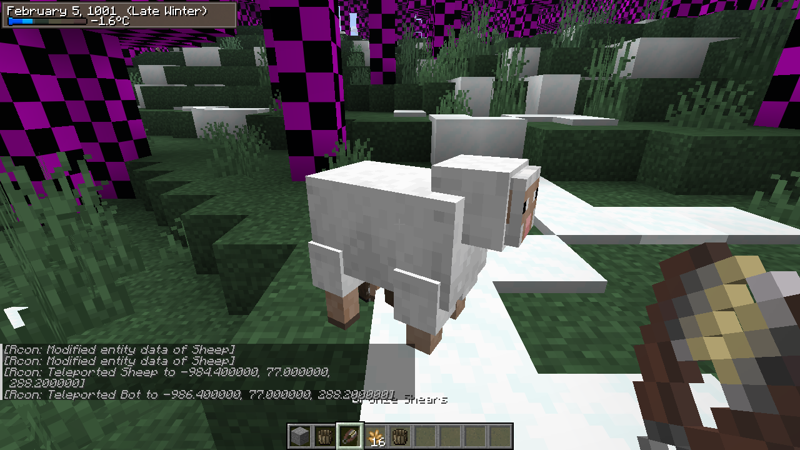 February 5, 1001 (Late Winter)
-1.6°C
[Rcon: Modified entity data of Sheep]
[Rcon: Modified entity data of Sheep]
[Rcon: Teleported Sheep to -984.400000, 77.000000,
288.200000]
[Rcon: Teleported Bot to -986.400000, 77.000000, 288.200000]
Bronze Shears
16